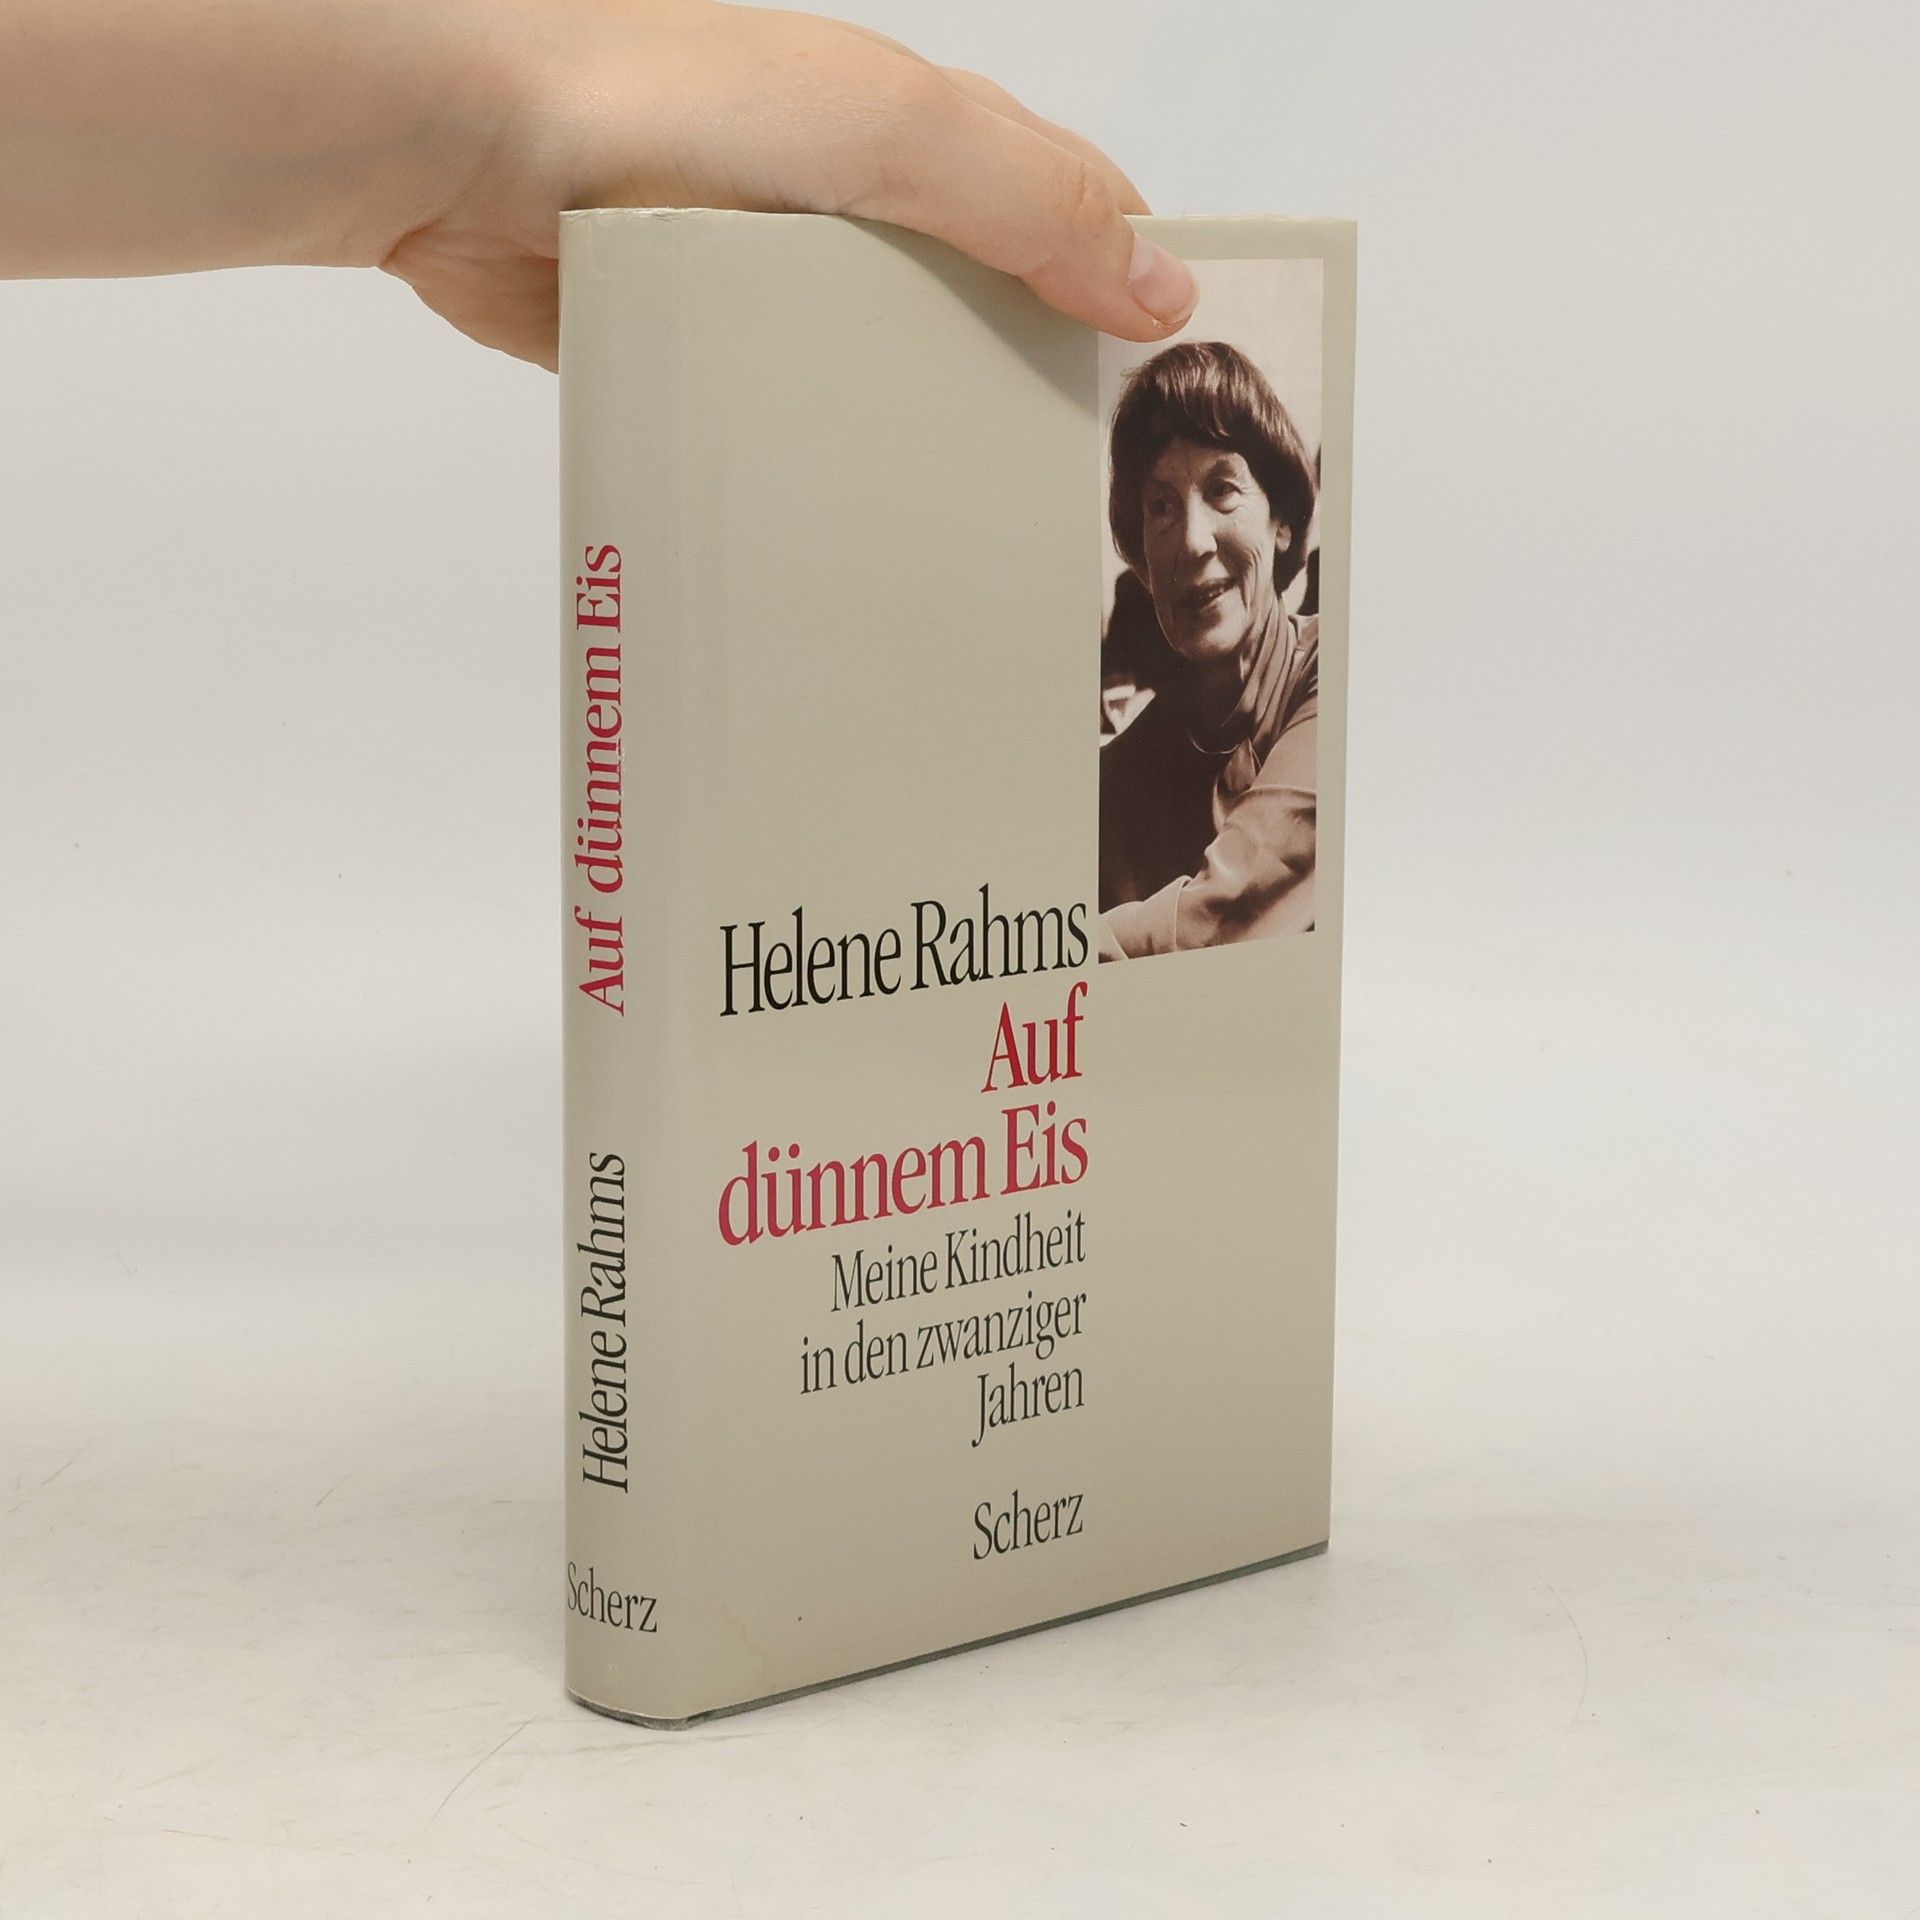 Auf dünnem Eis
Helene Rahms
Scherz
Helene Rahms
Auf
dünnem Eis
Meine Kindheit
in den zwanziger
Jahren
Scherz